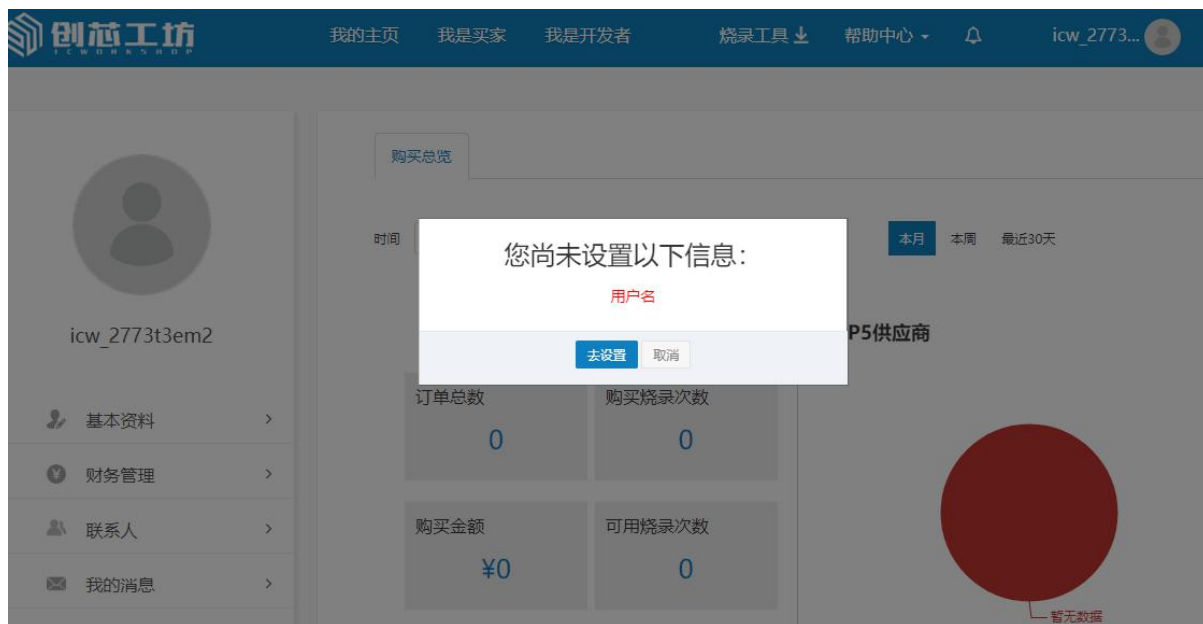 创芯工坊
ICWORKSHOP
我的主页 我是买家 我是开发者 烧录工具 帮助中心 icw_2773...
购买总览
时间 本月 本周 最近30天
您尚未设置以下信息：
用户名
去设置 取消
icw_2773t3em2
P5供应商
基本资料
财务管理
联系人
我的消息
订单总数 购买烧录次数
0 0
购买金额 可用烧录次数
¥0 0
暂无数据